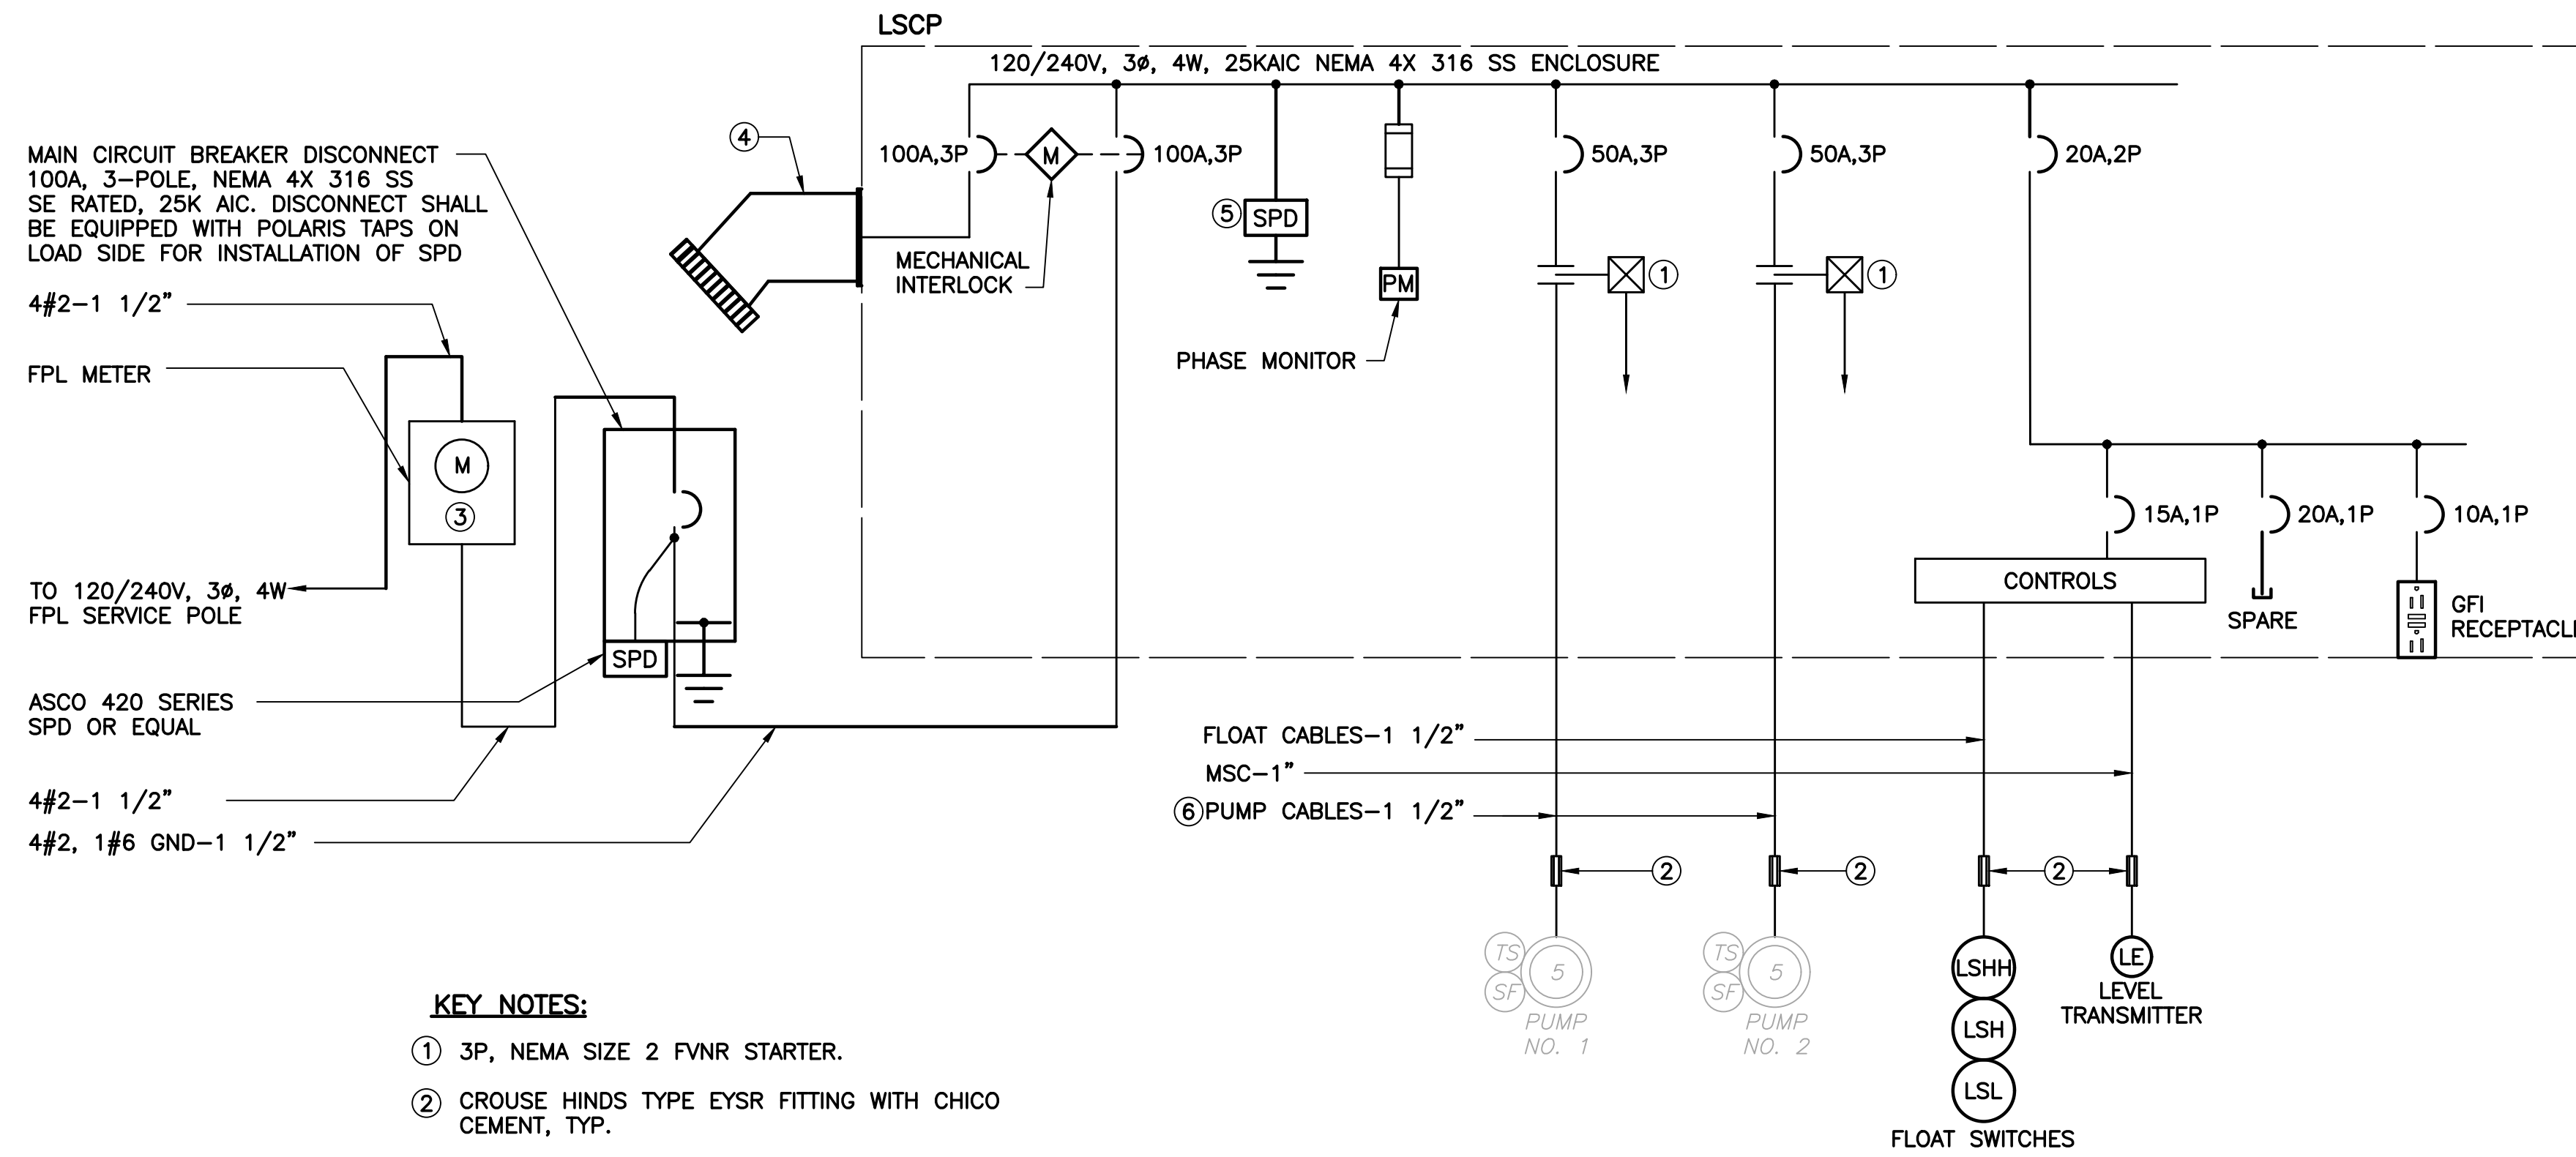 LSCP
120/240V, 3ø, 4W, 25KAIC NEMA 4X 316 SS ENCLOSURE
MAIN CIRCUIT BREAKER DISCONNECT
100A, 3-POLE, NEMA 4X 316 SS
SE RATED, 25K AIC. DISCONNECT SHALL
BE EQUIPPED WITH POLARIS TAPS ON
LOAD SIDE FOR INSTALLATION OF SPD
4#2-1 1/2"
FPL METER
M
3
TO 120/240V, 3ø, 4W
FPL SERVICE POLE
ASCO 420 SERIES
SPD OR EQUAL
SPD
4#2-1 1/2"
4#2, 1#6 GND-1 1/2"
4
100A,3P
M
100A,3P
MECHANICAL
INTERLOCK
5
SPD
PM
PHASE MONITOR
50A,3P
1
50A,3P
1
20A,2P
15A,1P
20A,1P
10A,1P
CONTROLS
SPARE
GFI
RECEPTACLE
FLOAT CABLES-1 1/2"
MSC-1"
6 PUMP CABLES-1 1/2"
2
2
2
TS
SF
5
PUMP
NO. 1
TS
SF
5
PUMP
NO. 2
LSHH
LSH
LSL
FLOAT SWITCHES
LE
LEVEL
TRANSMITTER
KEY NOTES:
1 3P, NEMA SIZE 2 FVNR STARTER.
2 CROUSE HINDS TYPE EYSR FITTING WITH CHICO
CEMENT, TYP.